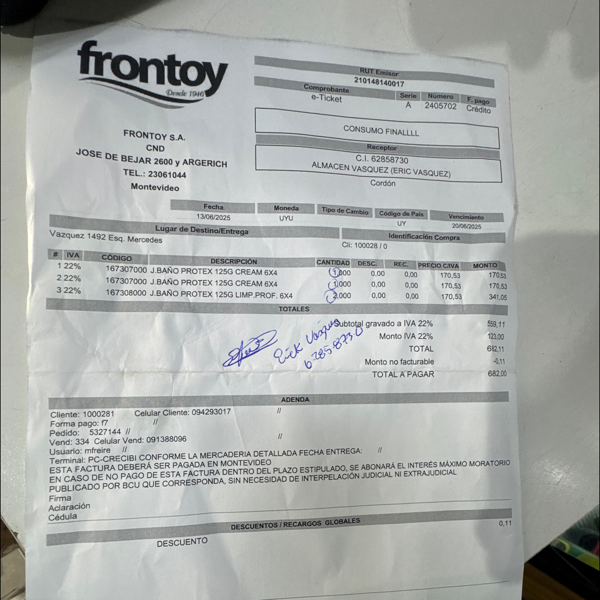 frontoy
Desde 1946
FRONTOY S.A.
CND
JOSE DE BEJAR 2600 y ARGERICH
TEL.: 23061044
Montevideo
RUT Emisor
210148140017
Comprobante Serie Número F. pago
e-Ticket A 2405702 Crédito
CONSUMO FINALLLL
Receptor
C.I. 62858730
ALMACEN VASQUEZ (ERIC VASQUEZ)
Cordón
Fecha Moneda Tipo de Cambio Código de País Vencimiento
13/06/2025 UYU UY 20/06/2025
Lugar de Destino/Entrega Identificación Compra
Vazquez 1492 Esq. Mercedes Cli: 100028 / 0
# IVA CÓDIGO DESCRIPCIÓN CANTIDAD DESC. REC. PRECIO C/IVA MONTO
1 22% 167307000 J.BAÑO PROTEX 125G CREAM 6X4 1,000 0,00 0,00 170,53 170,53
2 22% 167307000 J.BAÑO PROTEX 125G CREAM 6X4 1,000 0,00 0,00 170,53 170,53
3 22% 167308000 J.BAÑO PROTEX 125G LIMP.PROF. 6X4 2,000 0,00 0,00 170,53 341,05
TOTALES
Subtotal gravado a IVA 22% 559,11
Monto IVA 22% 123,00
TOTAL 682,11
Monto no facturable -0,11
TOTAL A PAGAR 682,00
Erick Vazquez
62858730
ADENDA
Cliente: 1000281 Celular Cliente: 094293017 //
Forma pago: f7 //
Pedido: 5327144 //
Vend: 334 Celular Vend: 091388096 //
Usuario: mfreire //
Terminal: PC-CRECIBI CONFORME LA MERCADERIA DETALLADA FECHA ENTREGA: //
ESTA FACTURA DEBERÁ SER PAGADA EN MONTEVIDEO
EN CASO DE NO PAGO DE ESTA FACTURA DENTRO DEL PLAZO ESTIPULADO, SE ABONARÁ EL INTERÉS MÁXIMO MORATORIO
PUBLICADO POR BCU QUE CORRESPONDA, SIN NECESIDAD DE INTERPELACIÓN JUDICIAL NI EXTRAJUDICIAL
Firma
Aclaración
Cédula
DESCUENTOS / RECARGOS GLOBALES
DESCUENTO 0,11